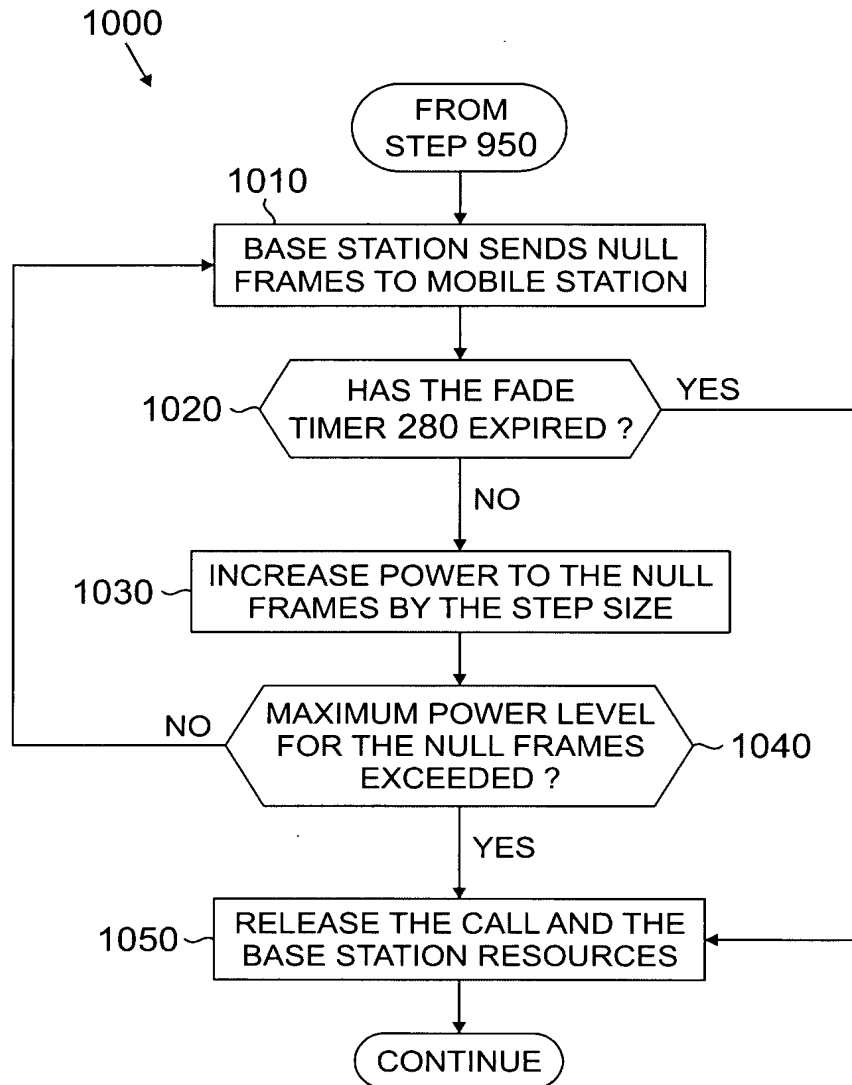 1000
FROM
STEP 950
1010
BASE STATION SENDS NULL
FRAMES TO MOBILE STATION
1020
HAS THE FADE
TIMER 280 EXPIRED ?
YES
NO
1030
INCREASE POWER TO THE NULL
FRAMES BY THE STEP SIZE
NO
MAXIMUM POWER LEVEL
FOR THE NULL FRAMES
EXCEEDED ?
1040
YES
1050
RELEASE THE CALL AND THE
BASE STATION RESOURCES
CONTINUE